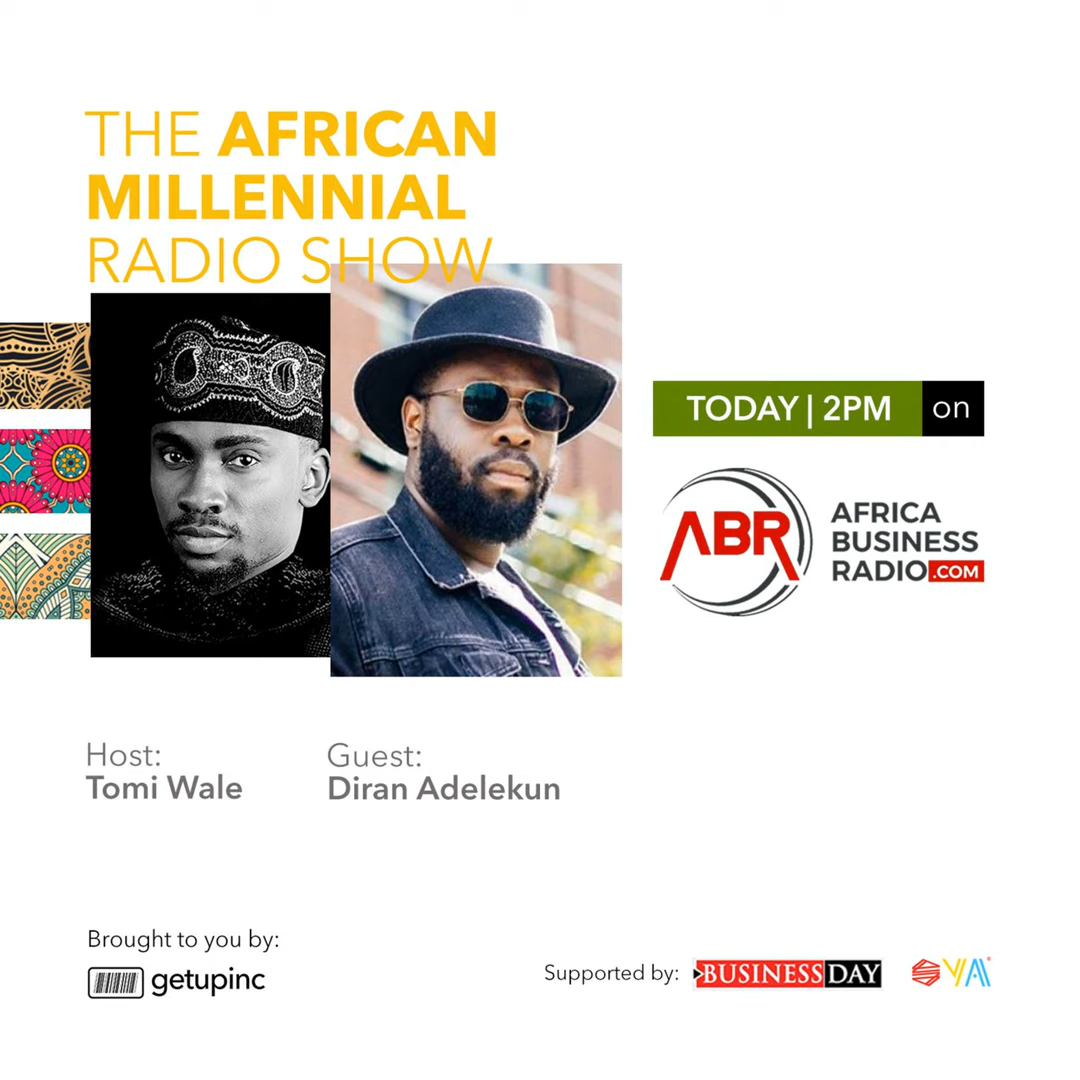 THE AFRICAN
MILLENNIAL
RADIO SHOW
TODAY | 2PM on
ABR
AFRICA
BUSINESS
RADIO.COM
Host:
Tomi Wale
Guest:
Diran Adelekun
Brought to you by:
getupinc
Supported by: BUSINESSDAY YA